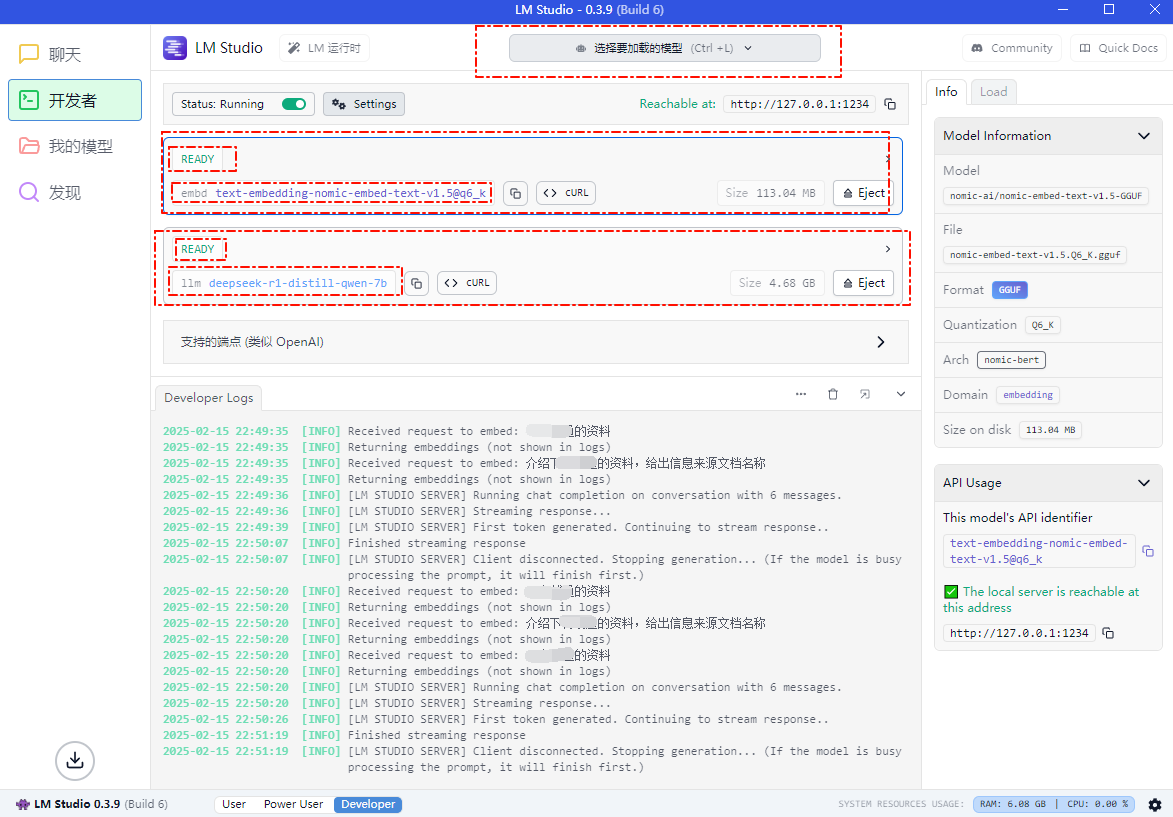 LM Studio - 0.3.9 (Build 6)
聊天
开发者
我的模型
发现
LM Studio
LM 运行时
选择要加载的模型 (Ctrl +L)
Community
Quick Docs
Status: Running
Settings
Reachable at: http://127.0.0.1:1234
READY
embd text-embedding-nomic-embed-text-v1.5@q6_k
cURL
Size 113.04 MB
Eject
READY
llm deepseek-r1-distill-qwen-7b
cURL
Size 4.68 GB
Eject
支持的端点 (类似 OpenAI)
Developer Logs
2025-02-15 22:49:35 [INFO] Received request to embed: 的资料
2025-02-15 22:49:35 [INFO] Returning embeddings (not shown in logs)
2025-02-15 22:49:35 [INFO] Received request to embed: 介绍下的资料，给出信息来源文档名称
2025-02-15 22:49:35 [INFO] Returning embeddings (not shown in logs)
2025-02-15 22:49:36 [INFO] [LM STUDIO SERVER] Running chat completion on conversation with 6 messages.
2025-02-15 22:49:36 [INFO] [LM STUDIO SERVER] Streaming response...
2025-02-15 22:49:39 [INFO] [LM STUDIO SERVER] First token generated. Continuing to stream response..
2025-02-15 22:50:07 [INFO] Finished streaming response
2025-02-15 22:50:07 [INFO] [LM STUDIO SERVER] Client disconnected. Stopping generation... (If the model is busy
processing the prompt, it will finish first.)
2025-02-15 22:50:20 [INFO] Received request to embed: 的资料
2025-02-15 22:50:20 [INFO] Returning embeddings (not shown in logs)
2025-02-15 22:50:20 [INFO] Received request to embed: 介绍下的资料，给出信息来源文档名称
2025-02-15 22:50:20 [INFO] Returning embeddings (not shown in logs)
2025-02-15 22:50:20 [INFO] Received request to embed: 的资料
2025-02-15 22:50:20 [INFO] Returning embeddings (not shown in logs)
2025-02-15 22:50:20 [INFO] [LM STUDIO SERVER] Running chat completion on conversation with 6 messages.
2025-02-15 22:50:20 [INFO] [LM STUDIO SERVER] Streaming response...
2025-02-15 22:50:26 [INFO] [LM STUDIO SERVER] First token generated. Continuing to stream response..
2025-02-15 22:51:19 [INFO] Finished streaming response
2025-02-15 22:51:19 [INFO] [LM STUDIO SERVER] Client disconnected. Stopping generation... (If the model is busy
processing the prompt, it will finish first.)
Info
Load
Model Information
Model
nomic-ai/nomic-embed-text-v1.5-GGUF
File
nomic-embed-text-v1.5.Q6_K.gguf
Format GGUF
Quantization Q6_K
Arch nomic-bert
Domain embedding
Size on disk 113.04 MB
API Usage
This model's API identifier
text-embedding-nomic-embed-
text-v1.5@q6_k
The local server is reachable at
this address
http://127.0.0.1:1234
LM Studio 0.3.9 (Build 6)
User
Power User
Developer
SYSTEM RESOURCES USAGE: RAM: 6.08 GB | CPU: 0.00 %